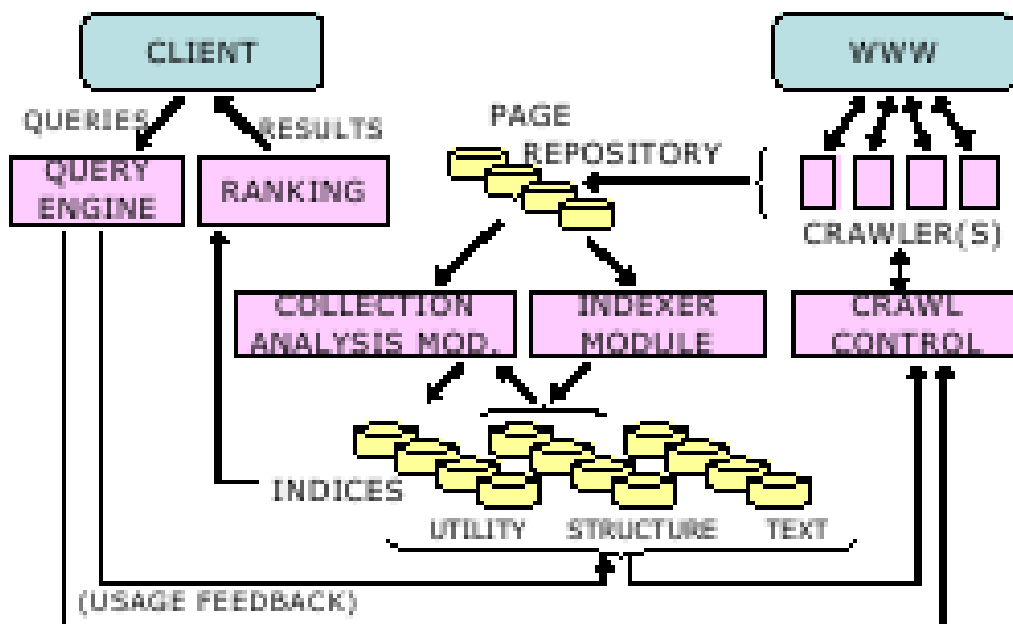 CLIENT
WWW
QUERIES
RESULTS
PAGE
REPOSITORY
QUERY
ENGINE
RANKING
CRAWLER(S)
COLLECTION
ANALYSIS MOD.
INDEXER
MODULE
CRAWL
CONTROL
INDICES
UTILITY
STRUCTURE
TEXT
(USAGE FEEDBACK)